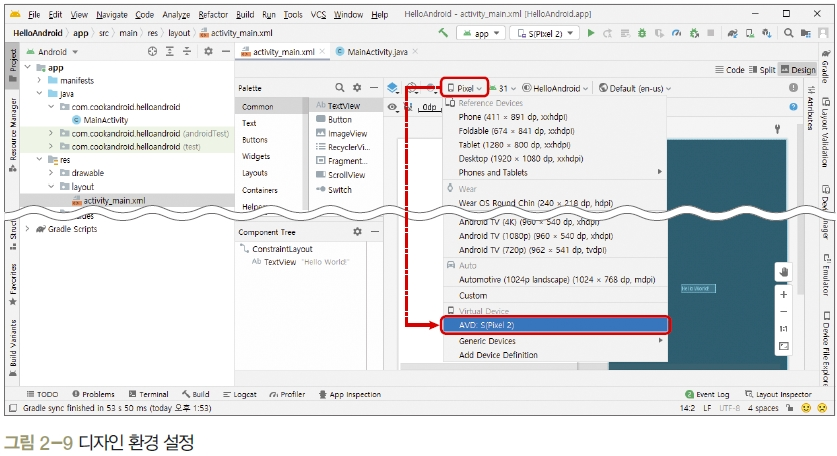 File Edit View Navigate Code Analyze Refactor Build Run Tools VCS Window Help HelloAndroid - activity_main.xml [HelloAndroid.app]
HelloAndroid app src main res layout activity_main.xml
app S(Pixel 2)
Android
activity_main.xml MainActivity.java
Code Split Design
Project
Resource Manager
Favorites
Build Variants
app
manifests
java
com.cookandroid.helloandroid
MainActivity
com.cookandroid.helloandroid (androidTest)
com.cookandroid.helloandroid (test)
res
drawable
layout
activity_main.xml
Gradle Scripts
Palette
Common
Text
Buttons
Widgets
Layouts
Containers
Ab TextView
Button
ImageView
RecyclerVi...
Fragment...
ScrollView
Switch
Component Tree
ConstraintLayout
Ab TextView "Hello World!"
Pixel 31 HelloAndroid Default (en-us)
0dp
Reference Devices
Phone (411 × 891 dp, xxhdpi)
Foldable (674 × 841 dp, xxhdpi)
Tablet (1280 × 800 dp, xxhdpi)
Desktop (1920 × 1080 dp, xxhdpi)
Phones and Tablets
Wear
Wear OS Round Chin (240 × 218 dp, hdpi)
Android TV (4K) (960 × 540 dp, xxhdpi)
Android TV (1080p) (960 × 540 dp, xhdpi)
Android TV (720p) (962 × 541 dp, tvdpi)
Auto
Automotive (1024p landscape) (1024 × 768 dp, mdpi)
Custom
Virtual Device
AVD: S(Pixel 2)
Generic Devices
Add Device Definition
Hello World!
1:1
Gradle
Layout Validation
Attributes
Emulator
Device File Explorer
TODO Problems Terminal Build Logcat Profiler App Inspection Event Log Layout Inspector
Gradle sync finished in 53 s 50 ms (today 오후 1:53) 14:2 LF UTF-8 4 spaces
그림 2-9 디자인 환경 설정